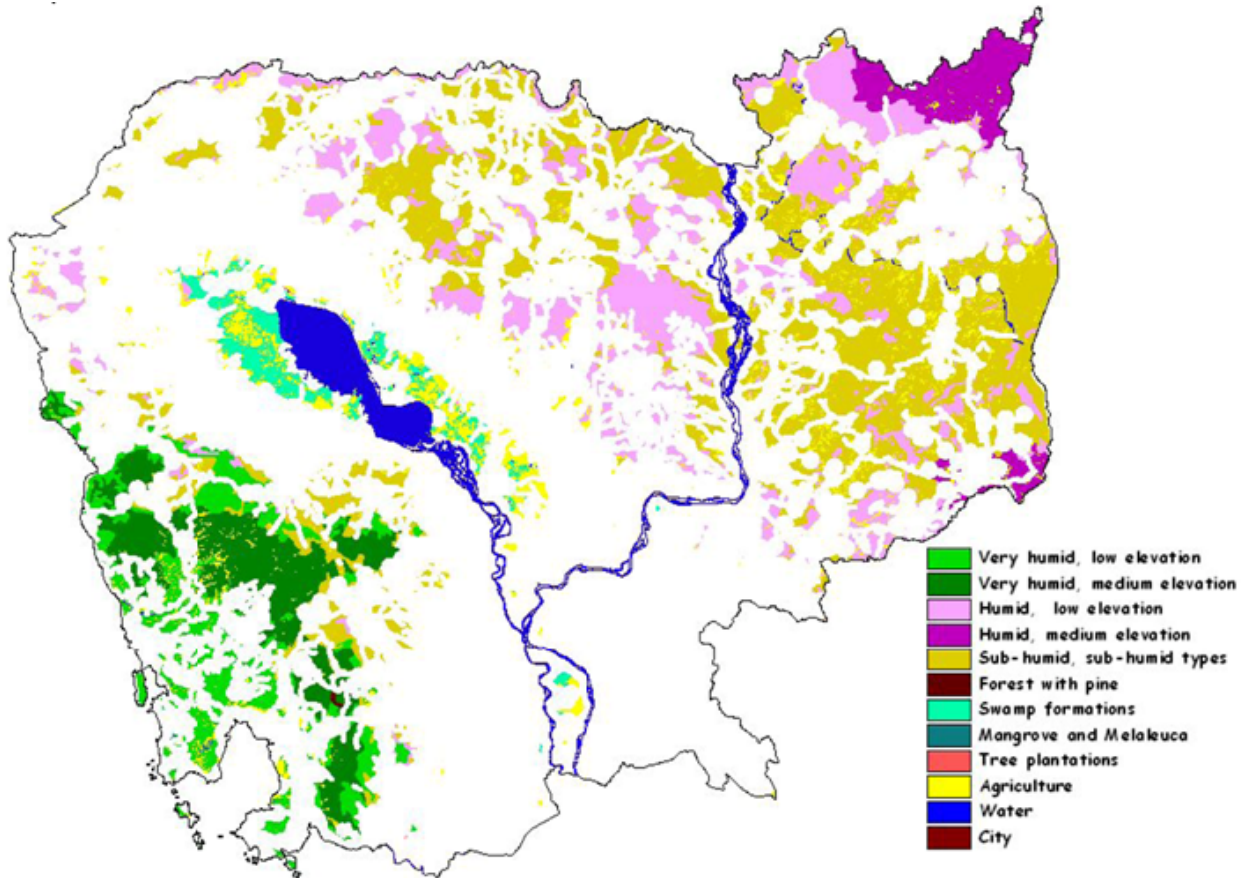 Very humid, low elevation
Very humid, medium elevation
Humid, low elevation
Humid, medium elevation
Sub-humid, sub-humid types
Forest with pine
Swamp formations
Mangrove and Melaleuca
Tree plantations
Agriculture
Water
City